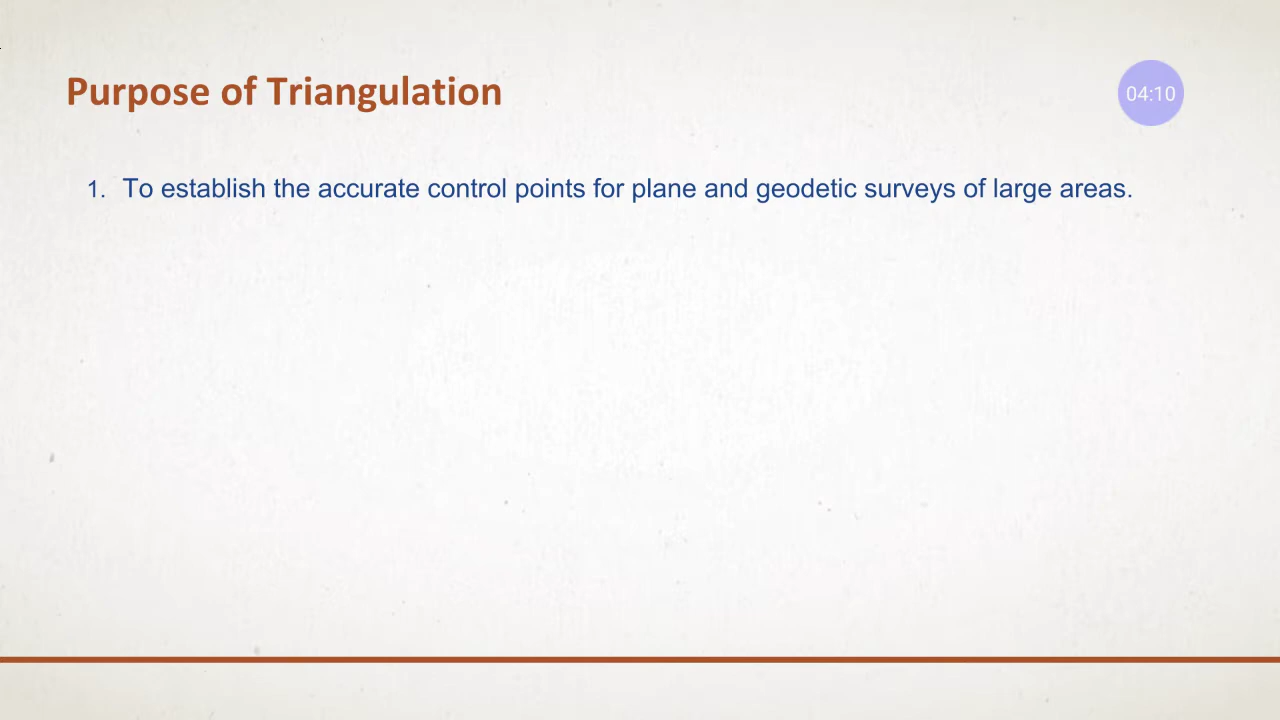 Purpose of Triangulation
04:10
1. To establish the accurate control points for plane and geodetic surveys of large areas.